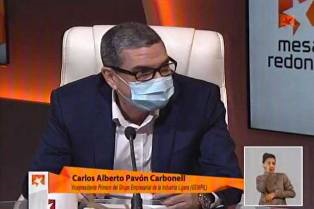 mesa
redon
Carlos Alberto Pavón Carbonell
Vicepresidente Primero del Grupo Empresarial de la Industria Ligera (GEMPIL)